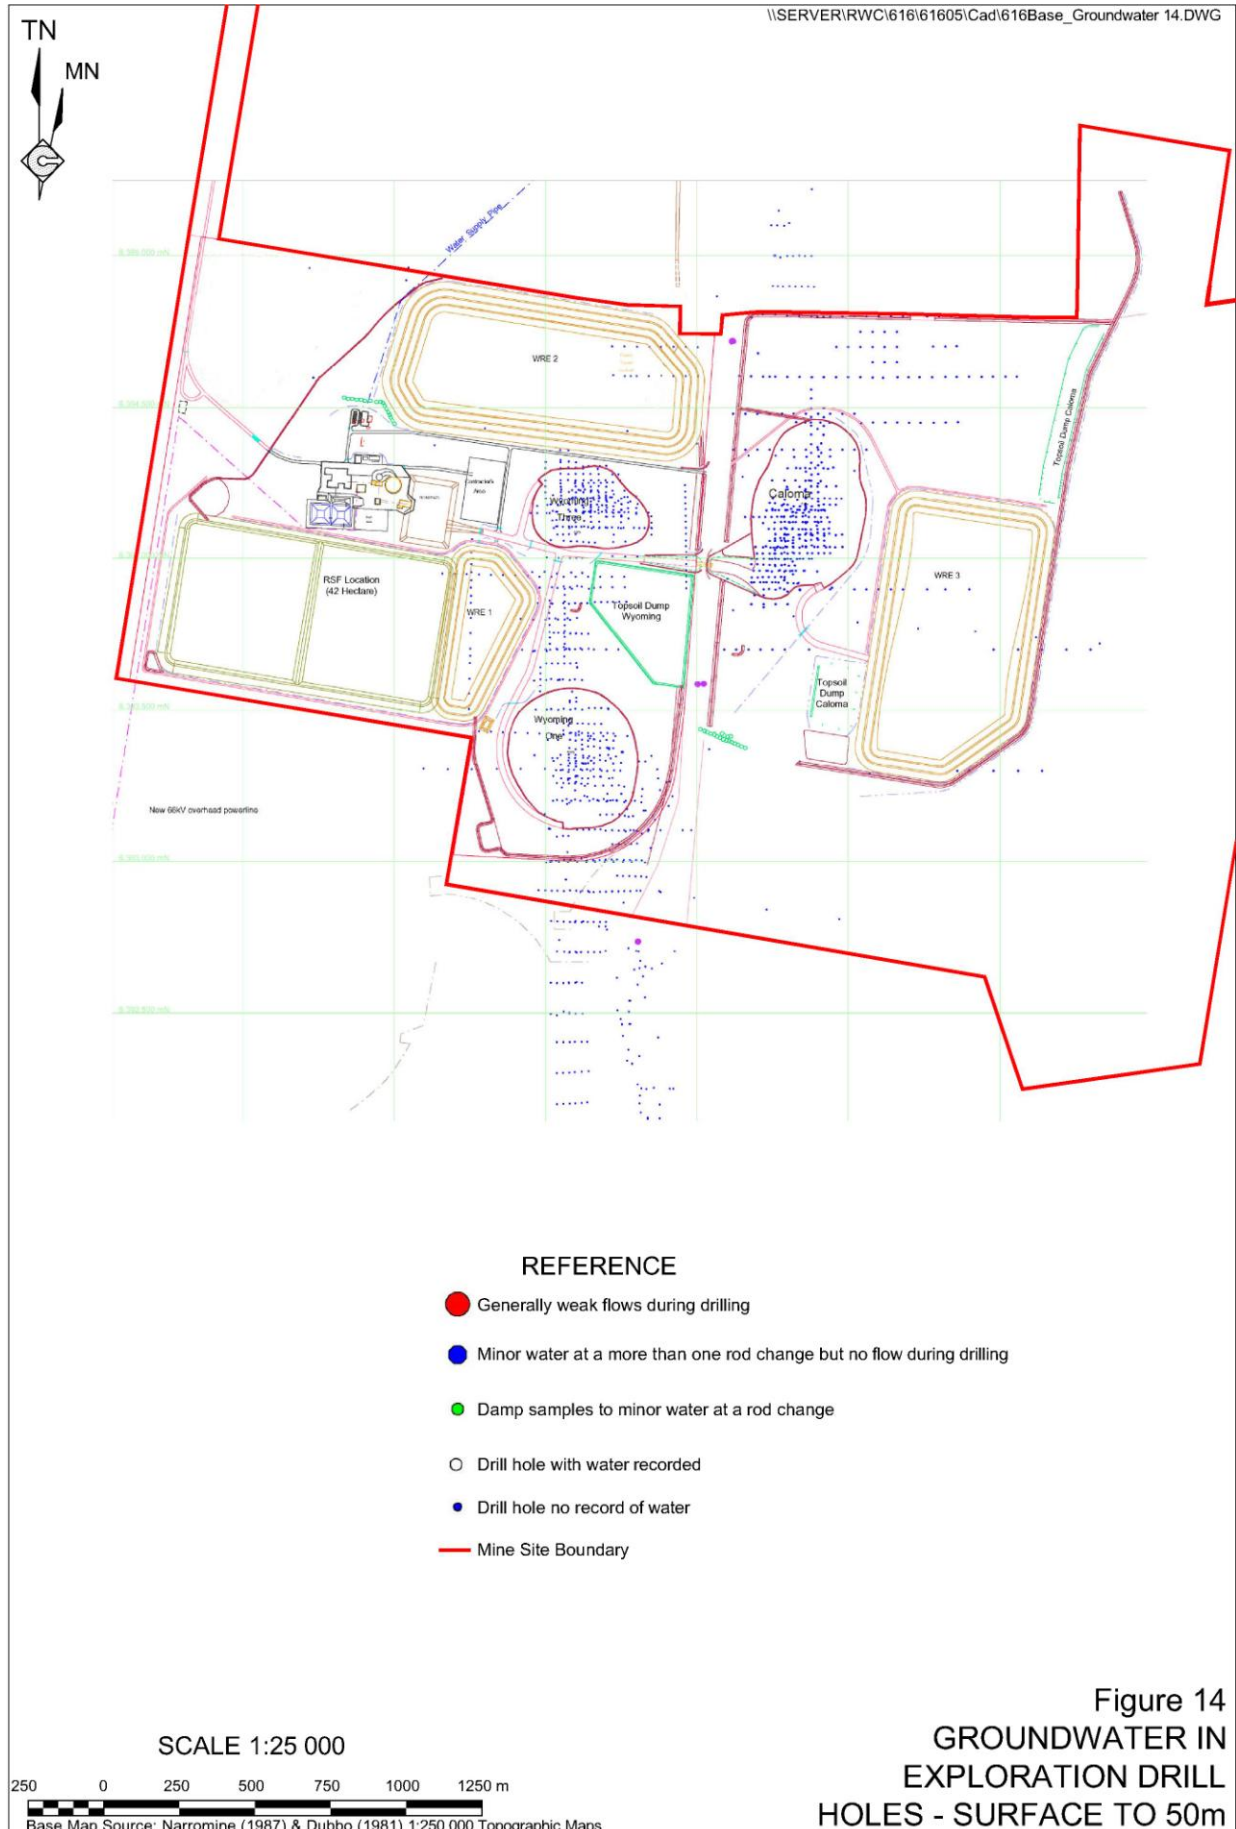 \\SERVER\RWC\616\61605\Cad\616Base_Groundwater 14.DWG
TN
MN
Water Supply Pipe
WRE 2
Topsoil Dump Caloma
Caloma
Wyoming
Three
Area
RSF Location
(42 Hectare)
WRE 3
WRE 1
Topsoil Dump
Wyoming
Topsoil
Dump
Caloma
Wyoming
One
New 66kV overhead powerline
REFERENCE
Generally weak flows during drilling
Minor water at a more than one rod change but no flow during drilling
Damp samples to minor water at a rod change
Drill hole with water recorded
Drill hole no record of water
Mine Site Boundary
Figure 14
GROUNDWATER IN
EXPLORATION DRILL
HOLES - SURFACE TO 50m
SCALE 1:25 000
250 0 250 500 750 1000 1250 m
Base Map Source: Narromine (1987) & Dubbo (1981) 1:250 000 Topographic Maps